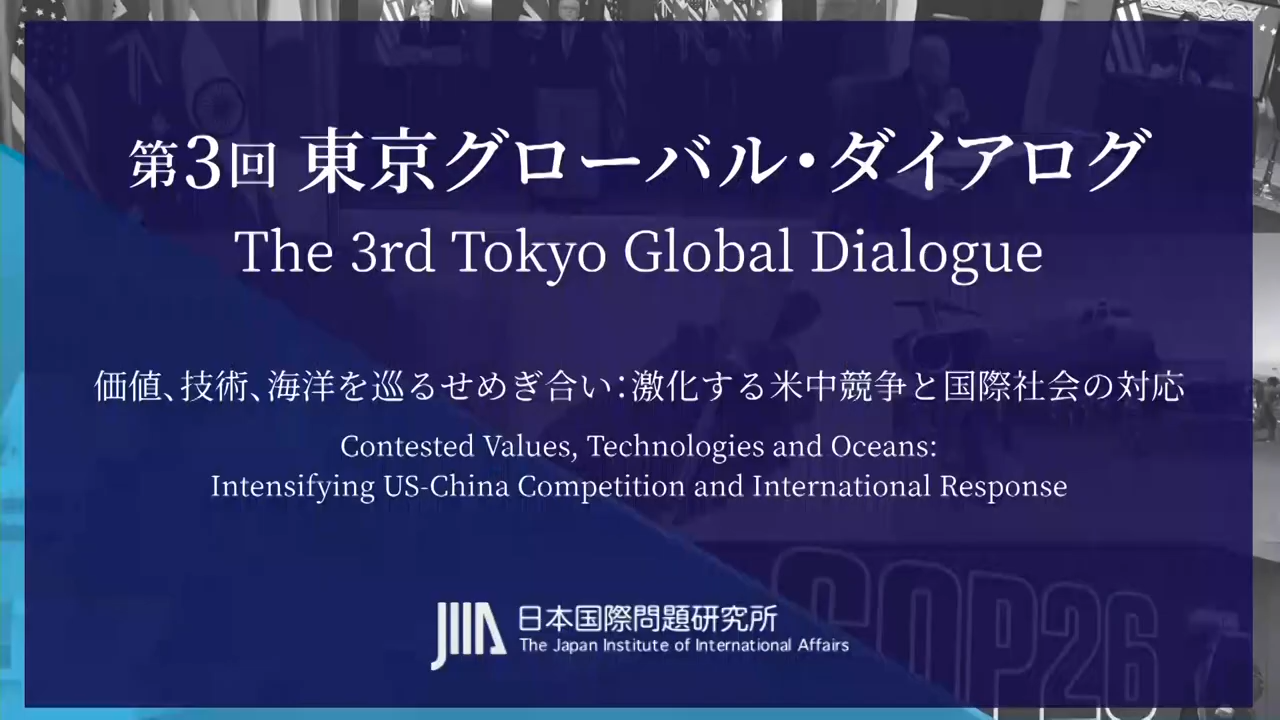 第3回 東京グローバル・ダイアログ
The 3rd Tokyo Global Dialogue
価値、技術、海洋を巡るせめぎ合い：激化する米中競争と国際社会の対応
Contested Values, Technologies and Oceans:
Intensifying US-China Competition and International Response
JIIA 日本国際問題研究所
The Japan Institute of International Affairs
COP26